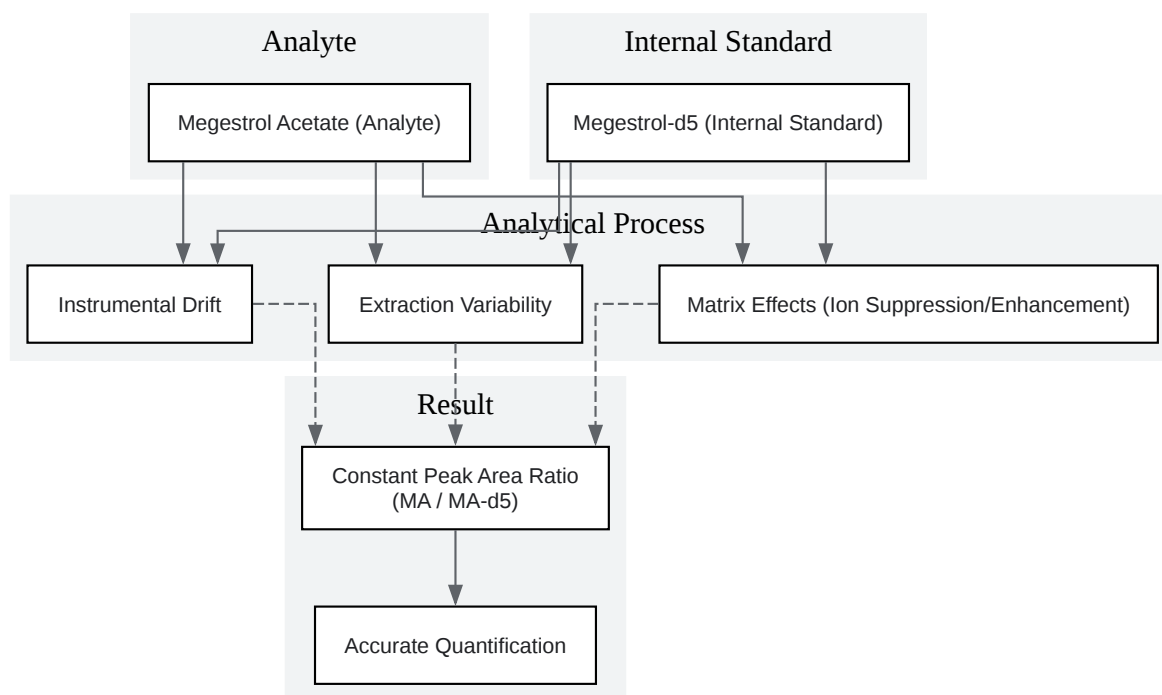 Analyte
Internal Standard
Megestrol Acetate (Analyte)
Megestrol-d5 (Internal Standard)
Analytical Process
Instrumental Drift
Extraction Variability
Matrix Effects (Ion Suppression/Enhancement)
Result
Constant Peak Area Ratio
(MA / MA-d5)
Accurate Quantification